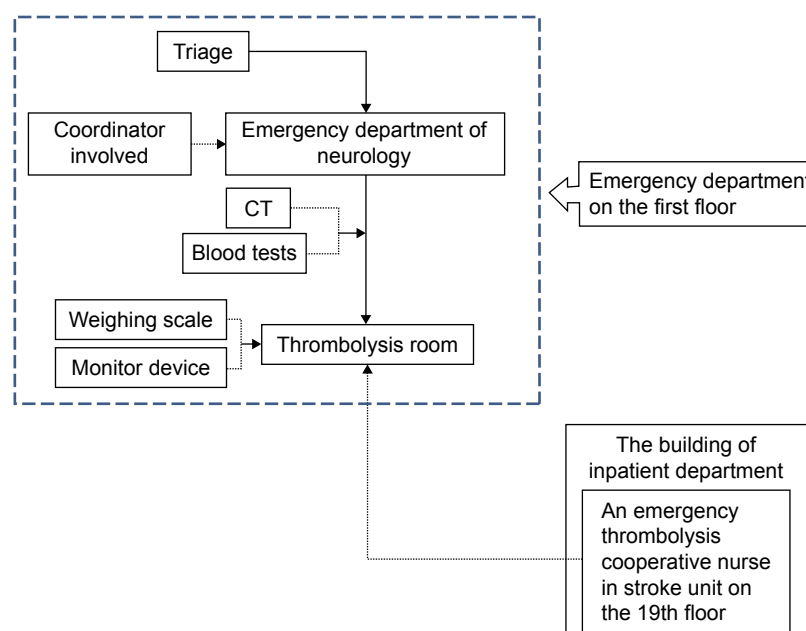 Triage
Coordinator
involved
Emergency department of
neurology
CT
Blood tests
Emergency department
on the first floor
Weighing scale
Monitor device
Thrombolysis room
The building of
inpatient department
An emergency
thrombolysis
cooperative nurse
in stroke unit on
the 19th floor